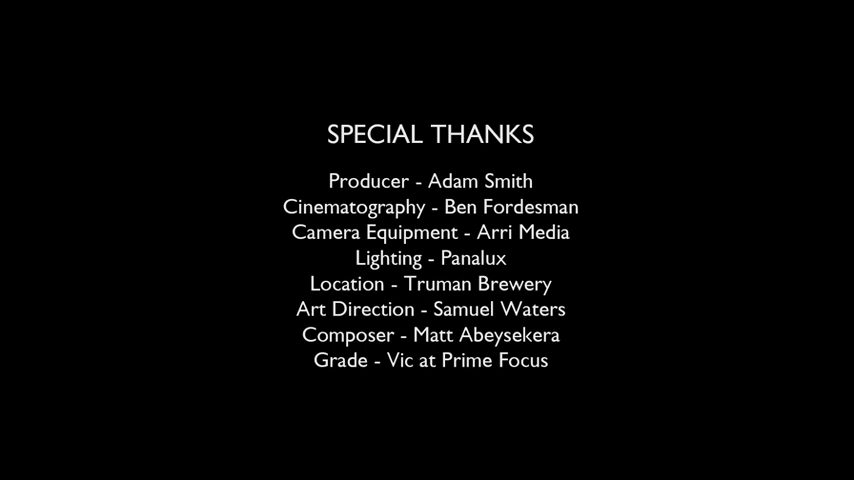 SPECIAL THANKS
Producer - Adam Smith
Cinematography - Ben Fordesman
Camera Equipment - Arri Media
Lighting - Panalux
Location - Truman Brewery
Art Direction - Samuel Waters
Composer - Matt Abeysekera
Grade - Vic at Prime Focus